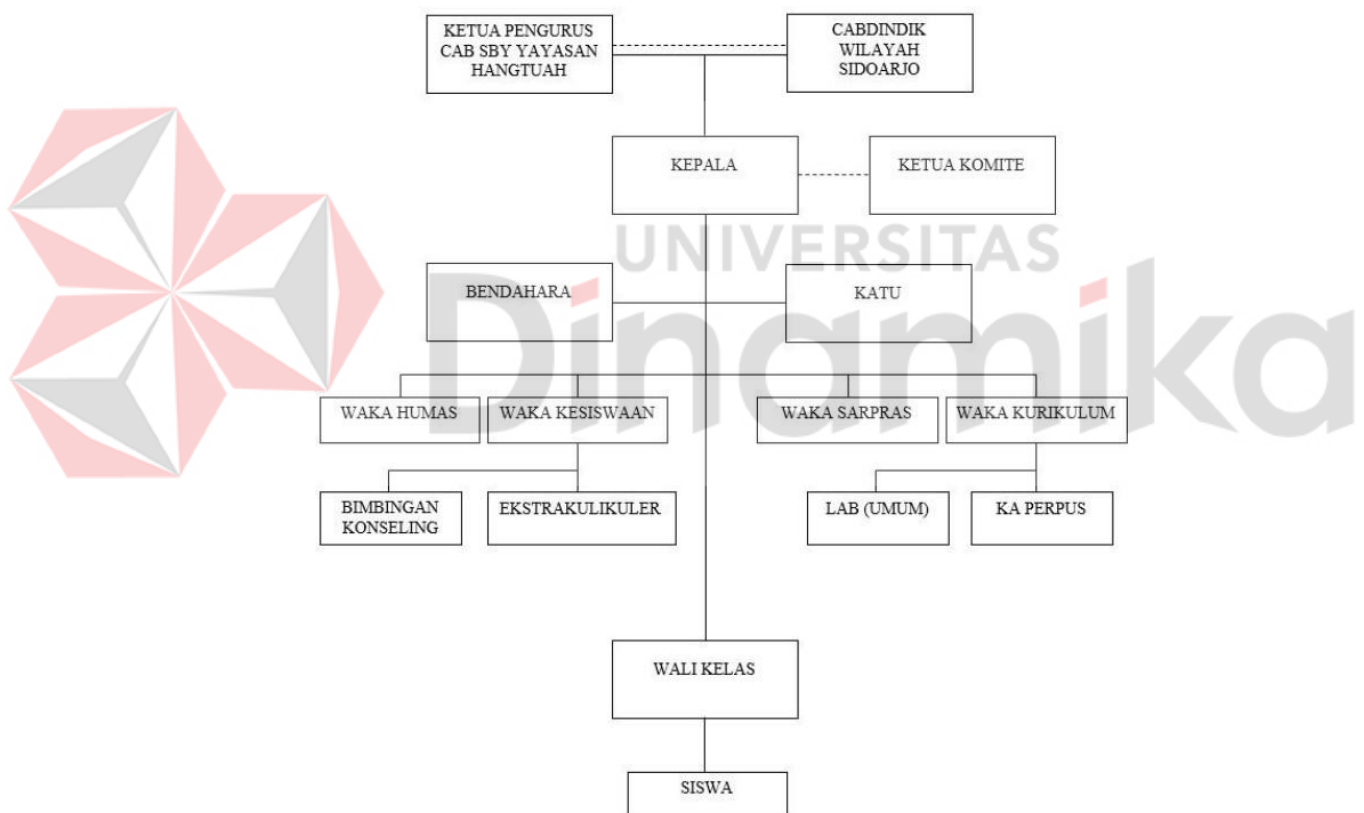 KETUA PENGURUS
CAB SBY YAYASAN
HANGTUAH
CABDINDIK
WILAYAH
SIDOARJO
KEPALA
KETUA KOMITE
UNIVERSITAS
Dinamika
BENDAHARA
KATU
WAKA HUMAS
WAKA KESISWAAN
WAKA SARPRAS
WAKA KURIKULUM
BIMBINGAN
KONSELING
EKSTRAKULIKULER
LAB (UMUM)
KA PERPUS
WALI KELAS
SISWA